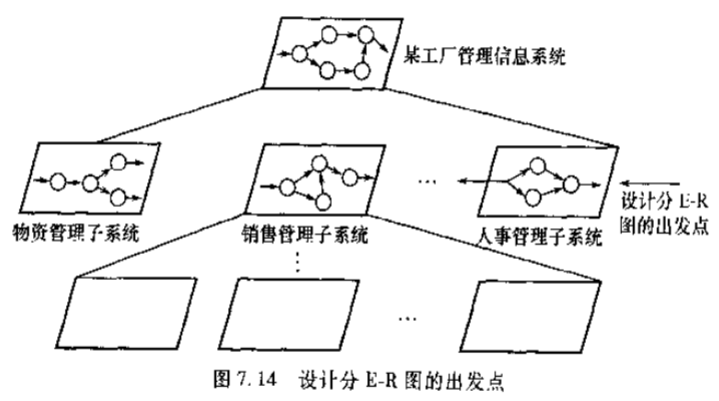 某工厂管理信息系统
…
设计分 E-R
图的出发点
物资管理子系统
销售管理子系统
人事管理子系统
⋮
…
图 7.14 设计分 E-R 图的出发点